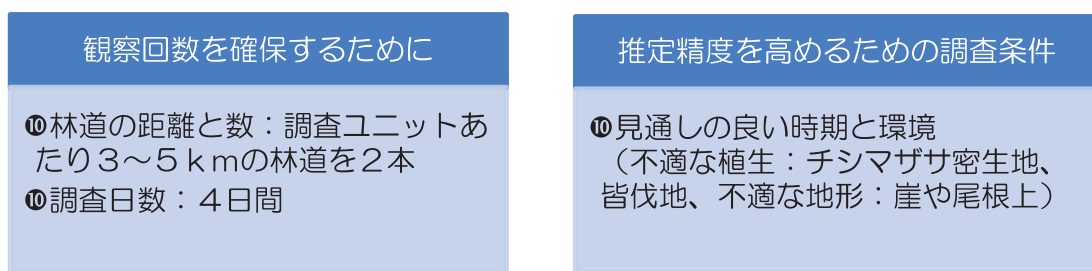 観察回数を確保するために
❿林道の距離と数：調査ユニットあ
たり３～５ｋｍの林道を２本
❿調査日数：４日間
推定精度を高めるための調査条件
❿見通しの良い時期と環境
（不適な植生：チシマザサ密生地、
皆伐地、不適な地形：崖や尾根上）